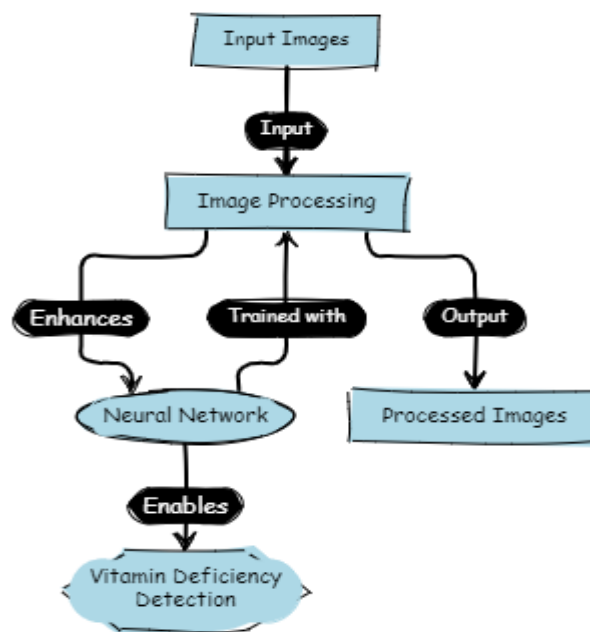 Input Images
Input
Image Processing
Enhances
Trained with
Output
Neural Network
Processed Images
Enables
Vitamin Deficiency
Detection